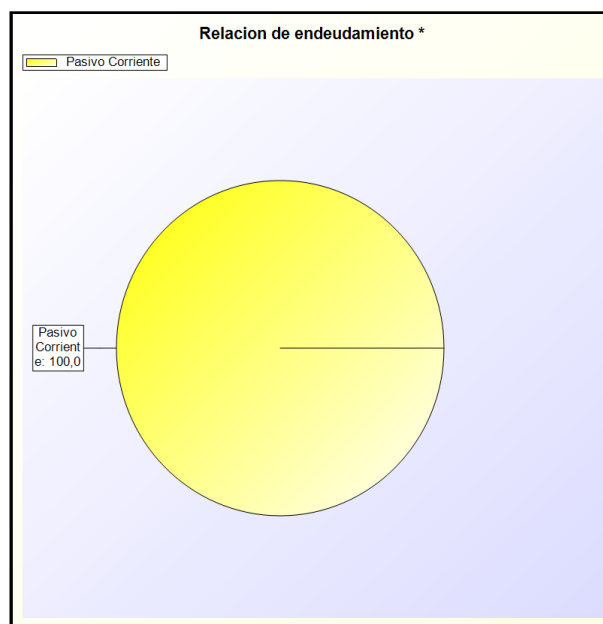 Relacion de endeudamiento *
Pasivo Corriente
Pasivo
Corrient
e: 100,0